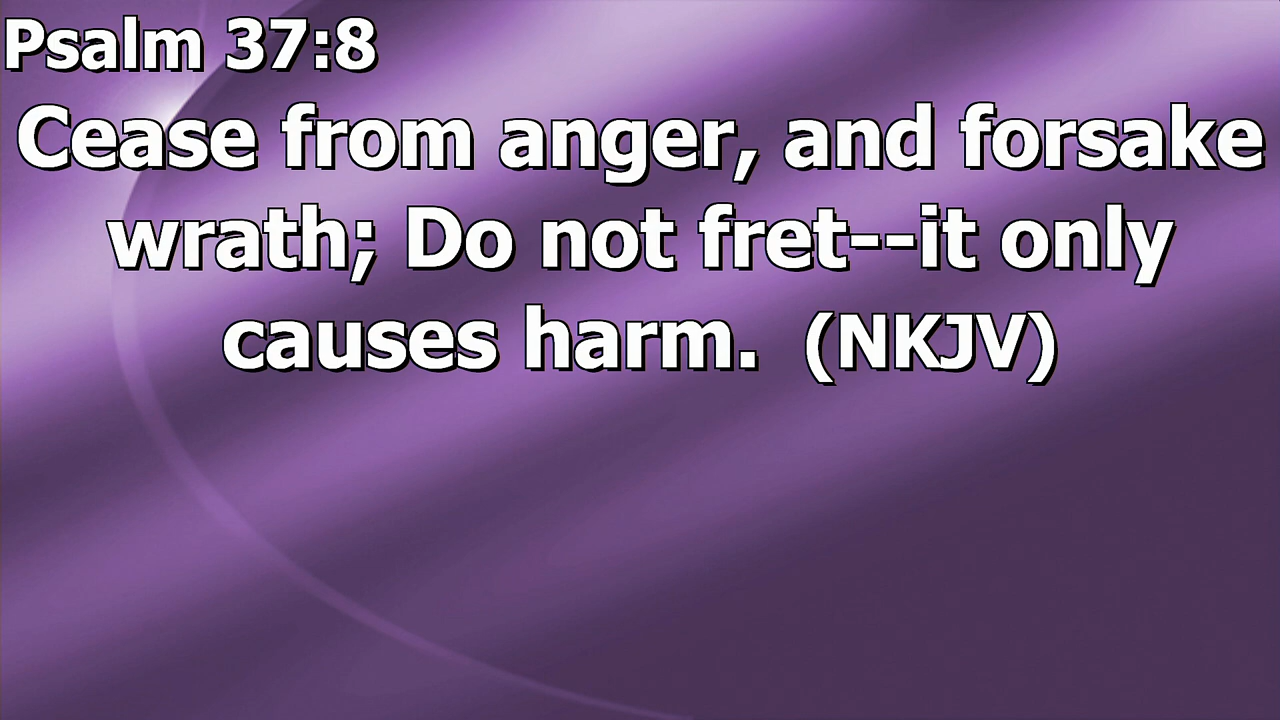 Psalm 37:8
Cease from anger, and forsake
wrath; Do not fret--it only
causes harm.  (NKJV)